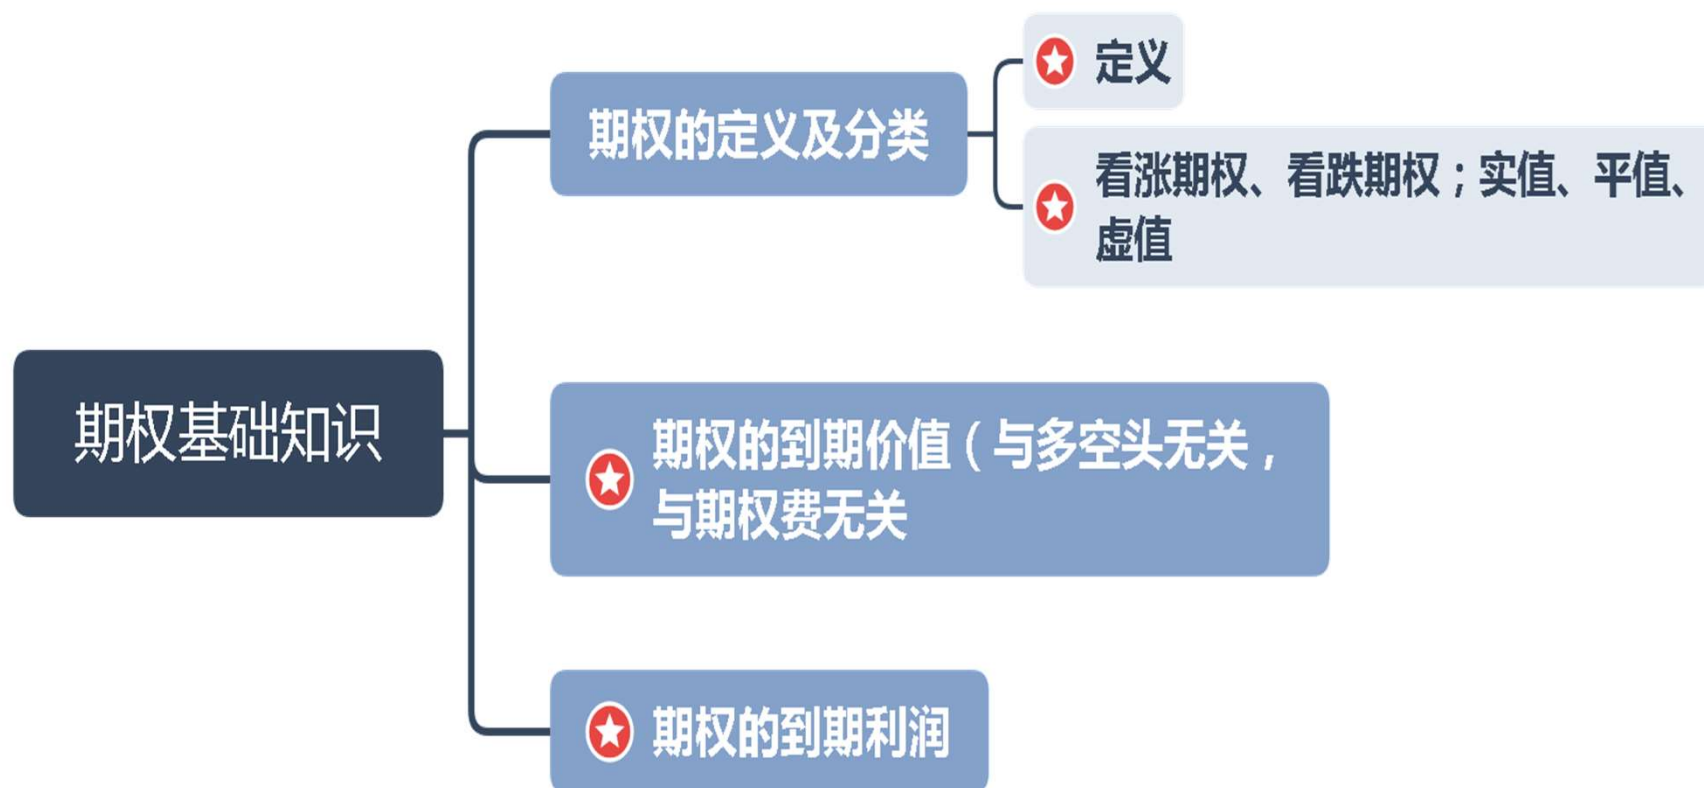 期权基础知识
期权的定义及分类
定义
看涨期权、看跌期权；实值、平值、
虚值
期权的到期价值（与多空头无关，
与期权费无关
期权的到期利润